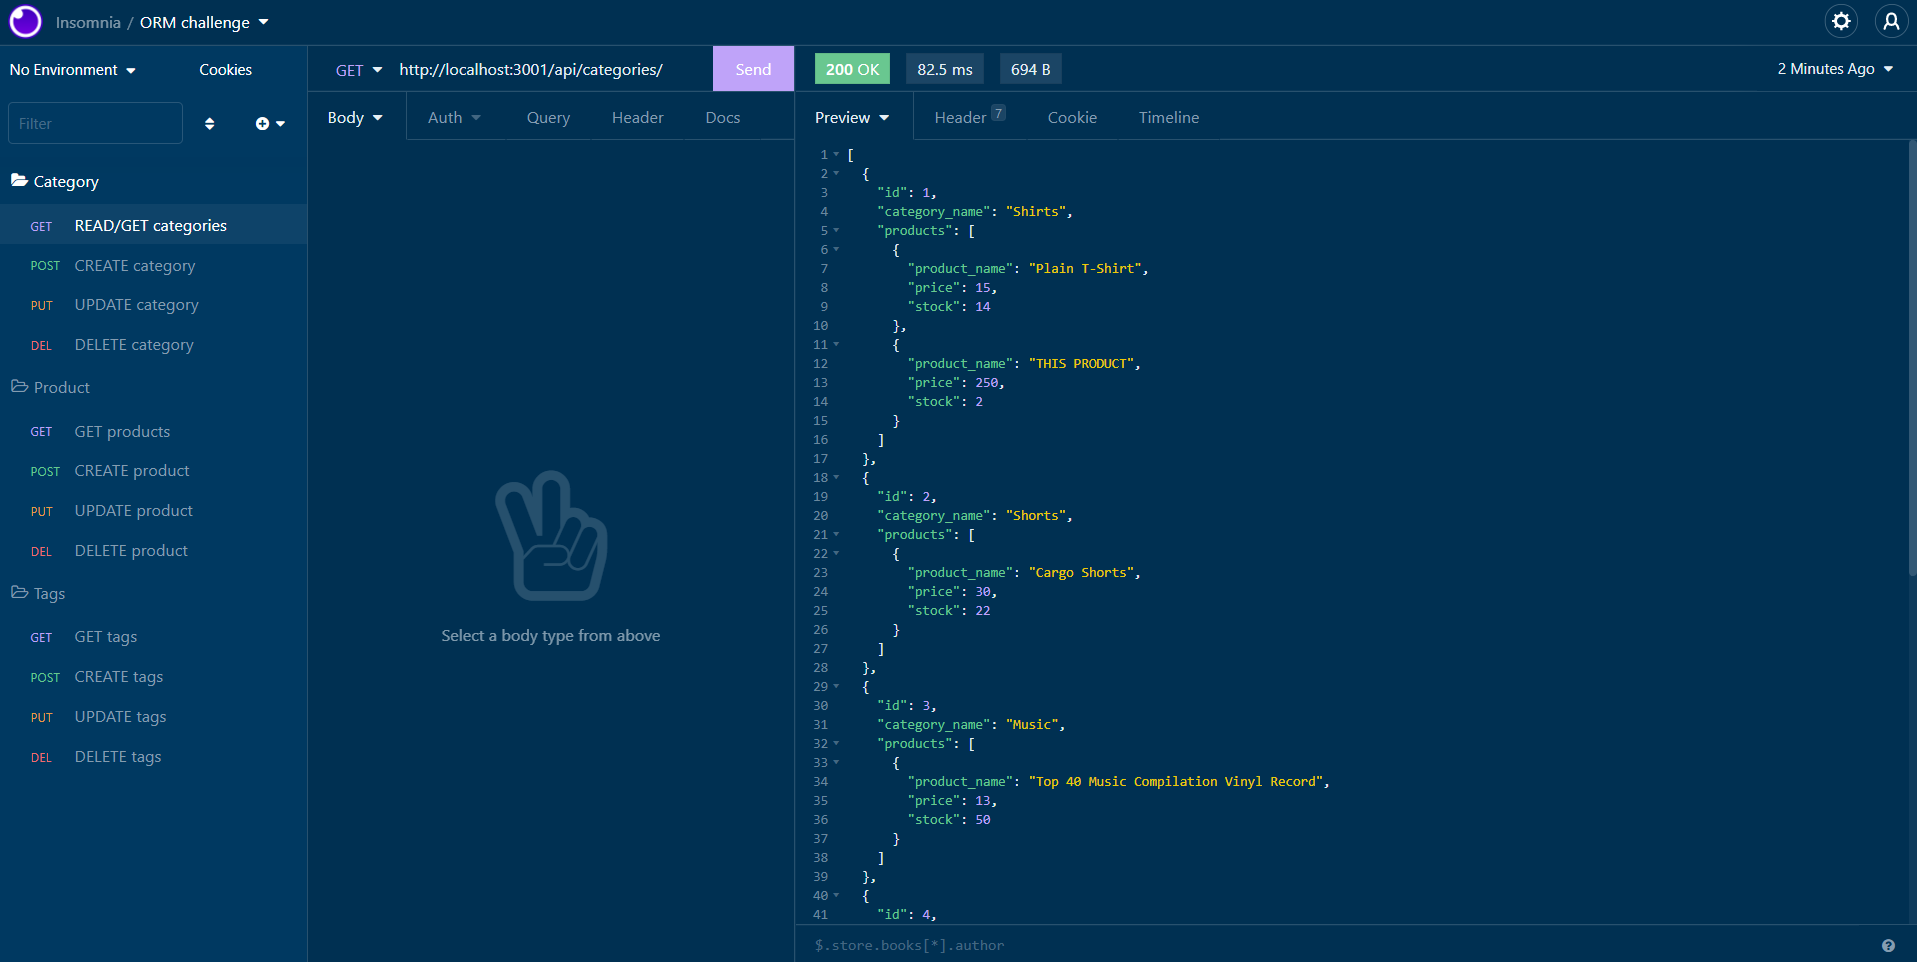 Insomnia / ORM challenge
No Environment
Cookies
Filter
Category
GET READ/GET categories
POST CREATE category
PUT UPDATE category
DEL DELETE category
Product
GET GET products
POST CREATE product
PUT UPDATE product
DEL DELETE product
Tags
GET GET tags
POST CREATE tags
PUT UPDATE tags
DEL DELETE tags
GET http://localhost:3001/api/categories/ Send
Body Auth Query Header Docs
Select a body type from above
200 OK 82.5 ms 694 B 2 Minutes Ago
Preview Header 7 Cookie Timeline
1 [
2 {
3 "id": 1,
4 "category_name": "Shirts",
5 "products": [
6 {
7 "product_name": "Plain T-Shirt",
8 "price": 15,
9 "stock": 14
10 },
11 {
12 "product_name": "THIS PRODUCT",
13 "price": 250,
14 "stock": 2
15 }
16 ]
17 },
18 {
19 "id": 2,
20 "category_name": "Shorts",
21 "products": [
22 {
23 "product_name": "Cargo Shorts",
24 "price": 30,
25 "stock": 22
26 }
27 ]
28 },
29 {
30 "id": 3,
31 "category_name": "Music",
32 "products": [
33 {
34 "product_name": "Top 40 Music Compilation Vinyl Record",
35 "price": 13,
36 "stock": 50
37 }
38 ]
39 },
40 {
41 "id": 4,
$.store.books[*].author